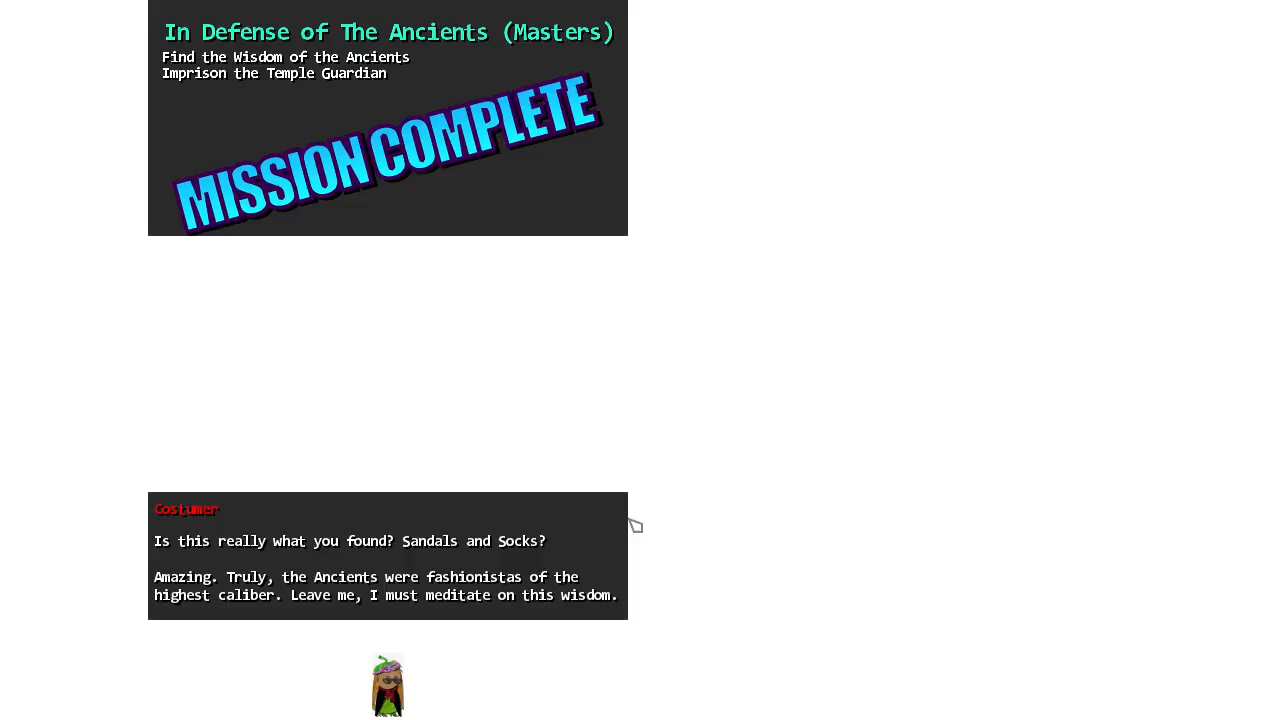 In Defense of The Ancients (Masters)
Find the Wisdom of the Ancients
Imprison the Temple Guardian
MISSION COMPLETE
Costumer
Is this really what you found? Sandals and Socks?
Amazing. Truly, the Ancients were fashionistas of the
highest caliber. Leave me, I must meditate on this wisdom.